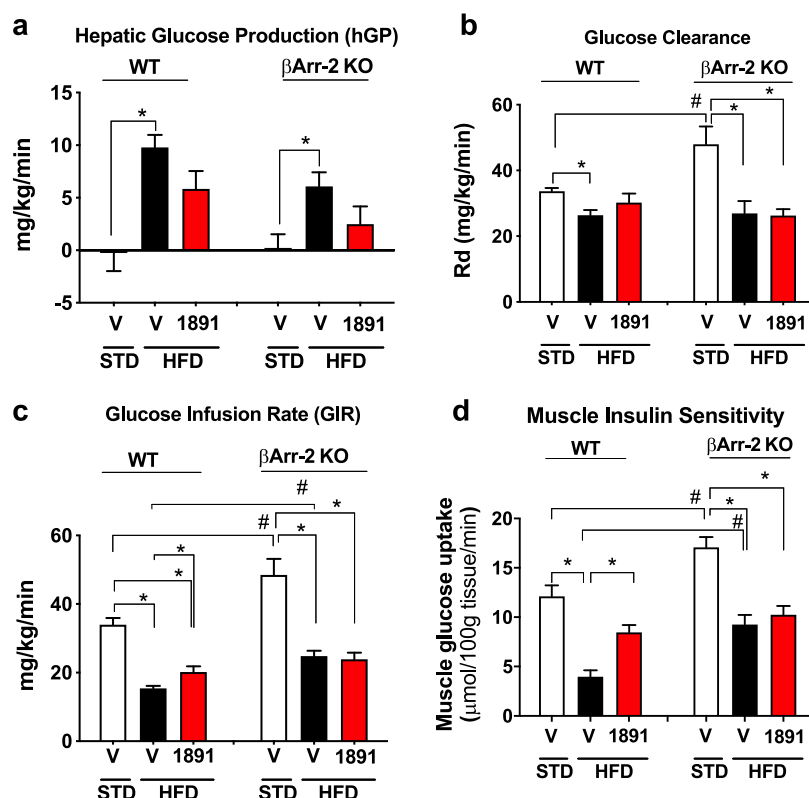 a
Hepatic Glucose Production (hGP)
WT
βArr-2 KO
mg/kg/min
15
10
5
0
-5
*
*
V
V
1891
V
V
1891
STD
HFD
STD
HFD
b
Glucose Clearance
WT
βArr-2 KO
Rd (mg/kg/min)
60
40
20
0
#
*
*
*
V
V
1891
V
V
1891
STD
HFD
STD
HFD
c
Glucose Infusion Rate (GIR)
WT
βArr-2 KO
mg/kg/min
60
40
20
0
#
#
*
*
*
*
*
V
V
1891
V
V
1891
STD
HFD
STD
HFD
d
Muscle Insulin Sensitivity
WT
βArr-2 KO
Muscle glucose uptake
(μmol/100g tissue/min)
20
15
10
5
0
#
*
*
#
*
*
V
V
1891
V
V
1891
STD
HFD
STD
HFD